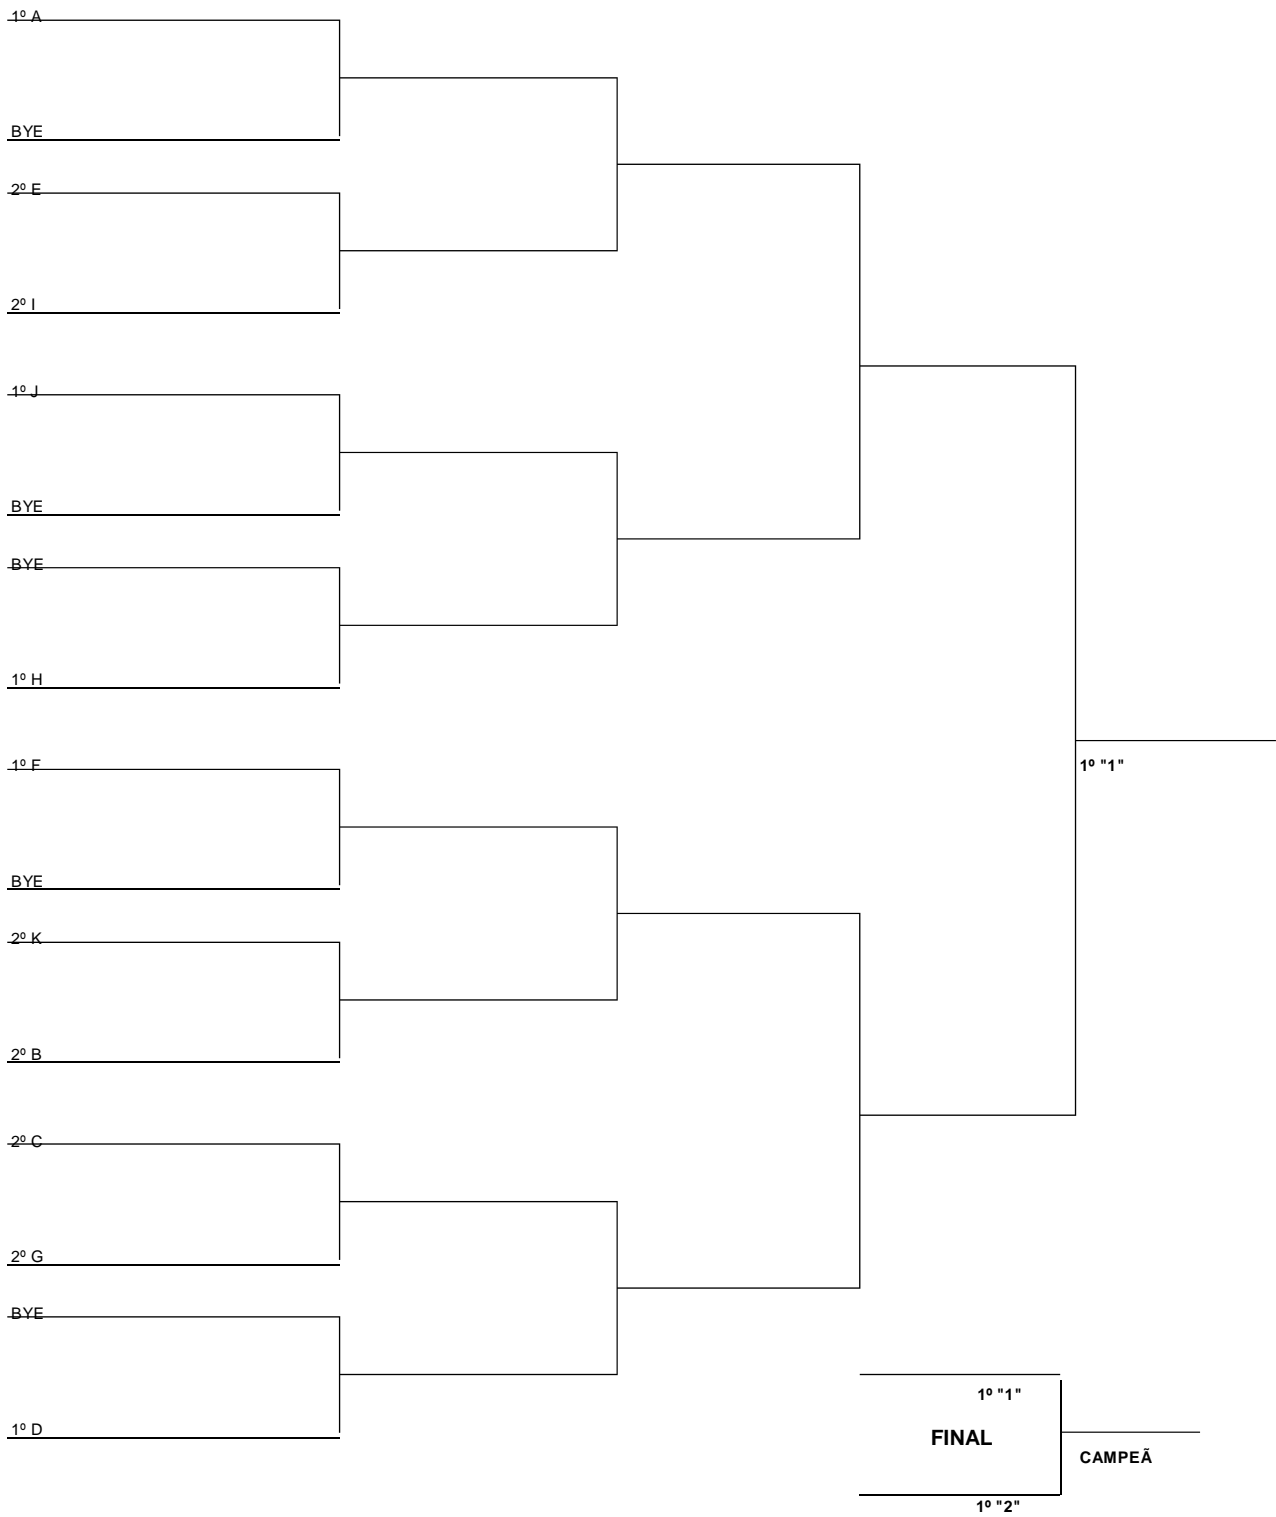 1º A
BYE
2º E
2º I
1º J
BYE
BYE
1º H
1º F
1º "1"
BYE
2º K
2º B
2º C
2º G
BYE
1º "1"
1º D
FINAL
CAMPEÃ
1º "2"